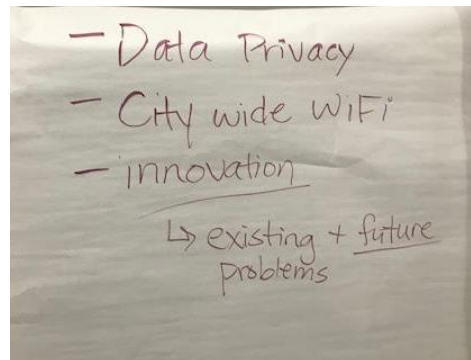 - Data Privacy
- City wide WiFi
- innovation
↳ existing + future
problems